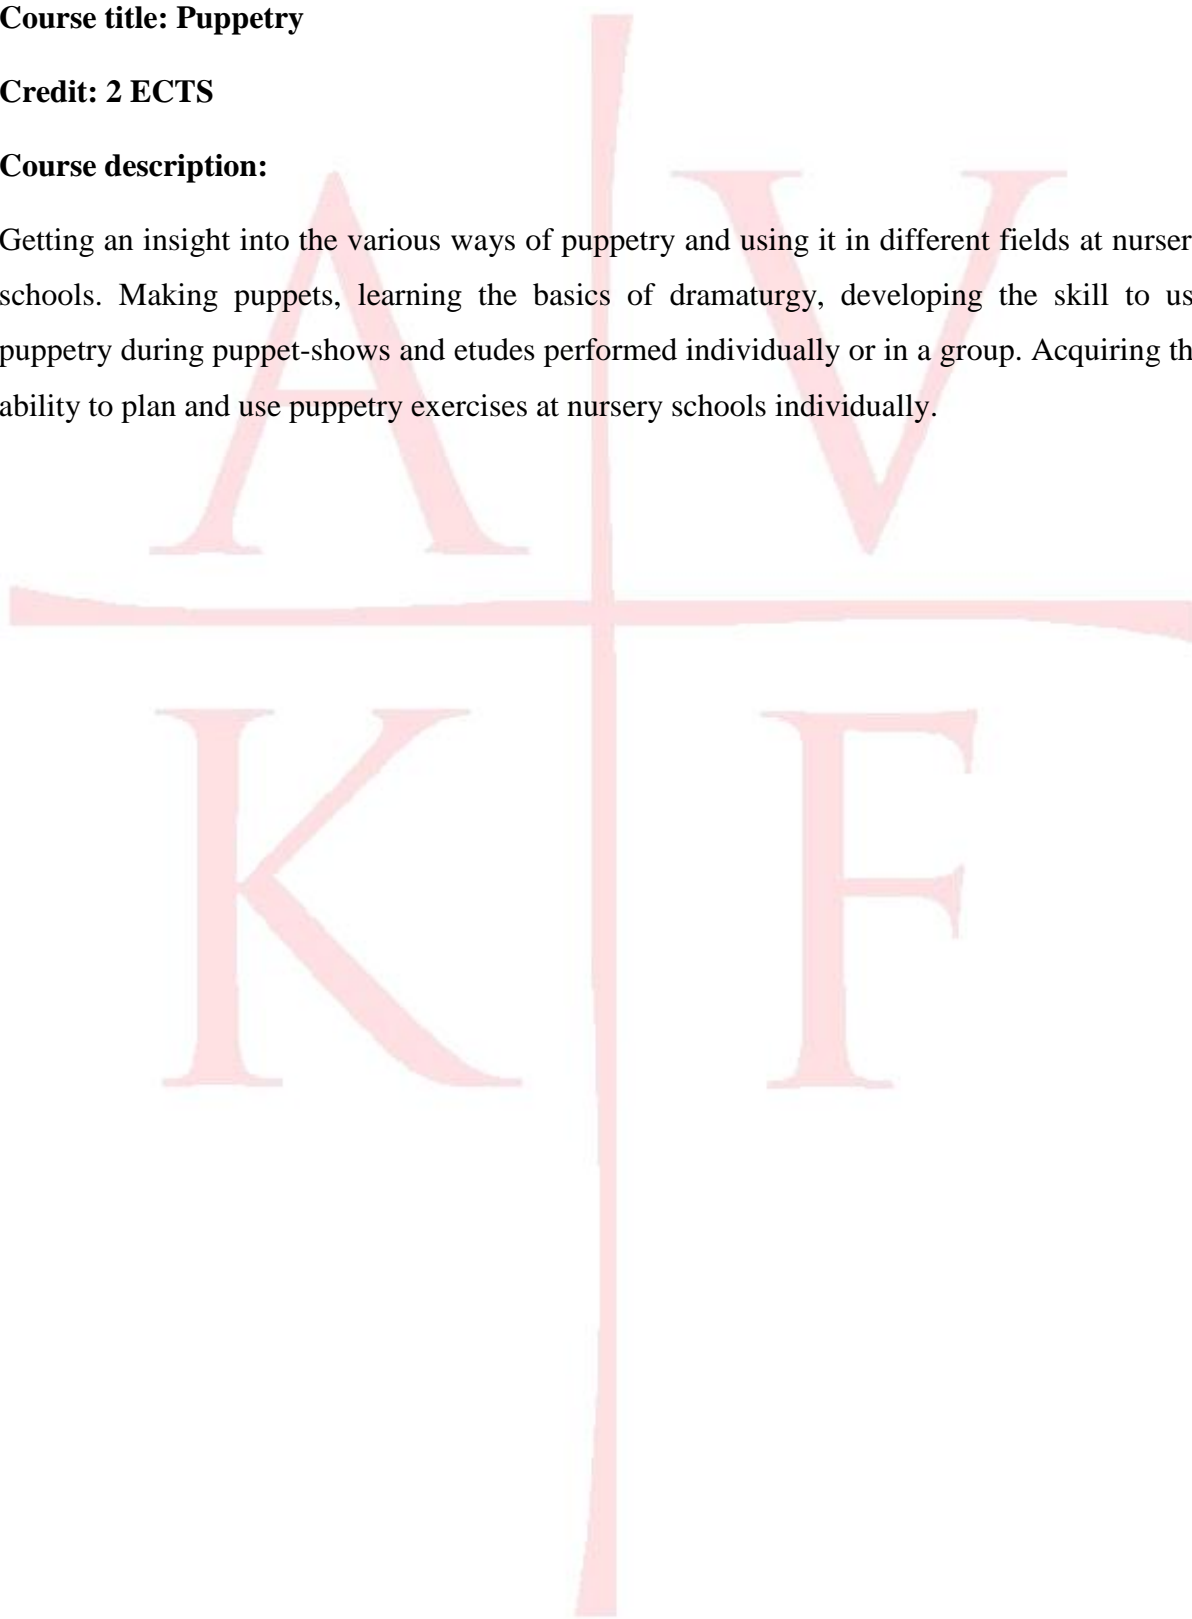 Course title: Puppetry
Credit: 2 ECTS
Course description:
Getting an insight into the various ways of puppetry and using it in different fields at nurser
schools. Making puppets, learning the basics of dramaturgy, developing the skill to us
puppetry during puppet-shows and etudes performed individually or in a group. Acquiring th
ability to plan and use puppetry exercises at nursery schools individually.
A V
K F